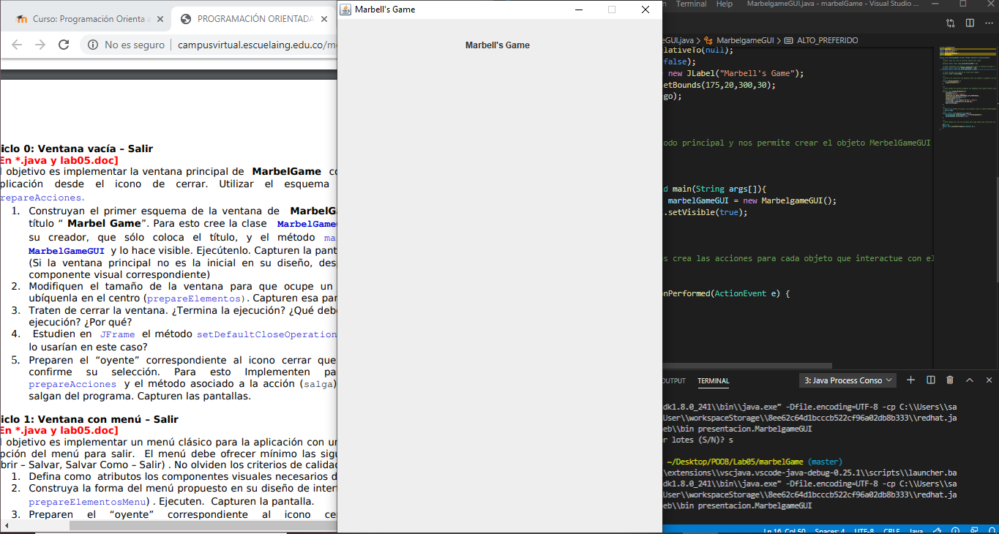 Curso: Programación Orienta a
PROGRAMACIÓN ORIENTADA
No es seguro
campusvirtual.escuelaing.edu.co/mo
iclo 0: Ventana vacía – Salir
En *.java y lab05.doc]
l objetivo es implementar la ventana principal de MarbelGame co
plicación desde el icono de cerrar. Utilizar el esquema
repareAcciones.
1. Construyan el primer esquema de la ventana de MarbelG
título “ Marbel Game”. Para esto cree la clase MarbelGame
su creador, que sólo coloca el título, y el método ma
MarbelGameGUI y lo hace visible. Ejecútenlo. Capturen la pant
(Si la ventana principal no es la inicial en su diseño, des
componente visual correspondiente)
2. Modifiquen el tamaño de la ventana para que ocupe un
ubíquenla en el centro (prepareElementos). Capturen esa pan
3. Traten de cerrar la ventana. ¿Termina la ejecución? ¿Qué debe
ejecución? ¿Por qué?
4. Estudien en JFrame el método setDefaultCloseOperation
lo usarían en este caso?
5. Preparen el “oyente” correspondiente al icono cerrar que
confirme su selección. Para esto Implementen pa
prepareAcciones y el método asociado a la acción (salga)
salgan del programa. Capturen las pantallas.
iclo 1: Ventana con menú – Salir
En *.java y lab05.doc]
l objetivo es implementar un menú clásico para la aplicación con un
pción del menú para salir. El menú debe ofrecer mínimo las sigu
brir – Salvar, Salvar Como – Salir) . No olviden los criterios de calidad
1. Defina como atributos los componentes visuales necesarios d
2. Construya la forma del menú propuesto en su diseño de inter
prepareElementosMenu) . Ejecuten. Capturen la pantalla.
3. Preparen el “oyente” correspondiente al icono ce
Marbell's Game
Marbell's Game
n Terminal Help MarbelgameGUI.java - marbelGame - Visual Studio ...
neGUI.java > MarbelgameGUI > ALTO_PREFERIDO
lativeTo(null);
false);
new JLabel("Marbell's Game");
etBounds(175,20,300,30);
go);
odo principal y nos permite crear el objeto MerbelGameGUI
d main(String args[]){
marbelGameGUI = new MarbelgameGUI();
.setVisible(true);
os crea las acciones para cada objeto que interactue con el
onPerformed(ActionEvent e) {
OUTPUT TERMINAL 3: Java Process Conso
dk1.8.0_241\\bin\\java.exe" -Dfile.encoding=UTF-8 -cp C:\\Users\\sa
User\\workspaceStorage\\8ee62c64d1bcccb522cf96a02db8b333\\redhat.ja
eb\\bin presentacion.MarbelgameGUI
r lotes (S/N)? s
~/Desktop/POOB/Lab05/marbelGame (master)
\extensions\\vscjava.vscode-java-debug-0.25.1\\scripts\\launcher.ba
dk1.8.0_241\\bin\\java.exe" -Dfile.encoding=UTF-8 -cp C:\\Users\\sa
User\\workspaceStorage\\8ee62c64d1bcccb522cf96a02db8b333\\redhat.ja
eb\\bin presentacion.MarbelgameGUI
Ln 16, Col 50 Spaces: 4 UTF-8 CRLF Java